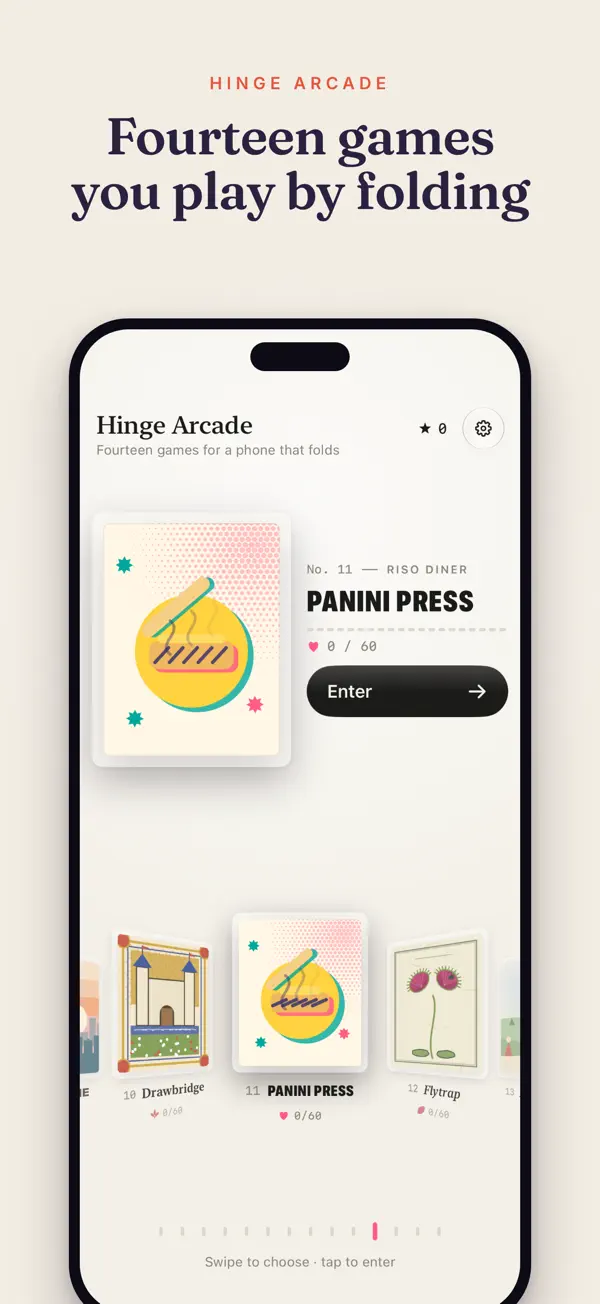 HINGE ARCADE
Fourteen games
you play by folding
Hinge Arcade
★ 0
Fourteen games for a phone that folds
No. 11 — RISO DINER
PANINI PRESS
0 / 60
Enter →
10 Drawbridge
0/60
11 PANINI PRESS
0/60
12 Flytrap
0/60
13
Swipe to choose · tap to enter